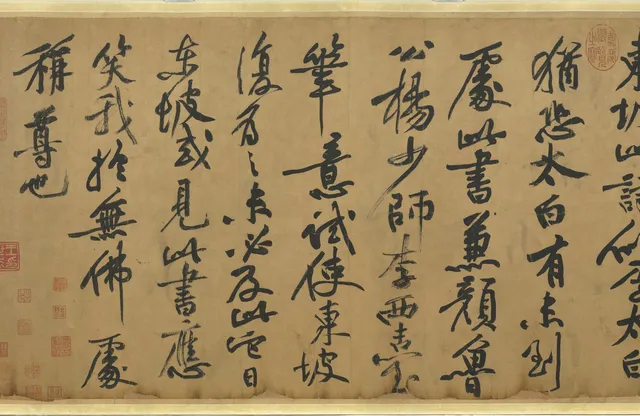 東坡此詩似李太白
猶恐太白有未到
處此書兼顏魯
公楊少師李西臺
筆意試使東坡
復為之未必及此它日
東坡或見此書應
笑我於無佛處
稱尊也